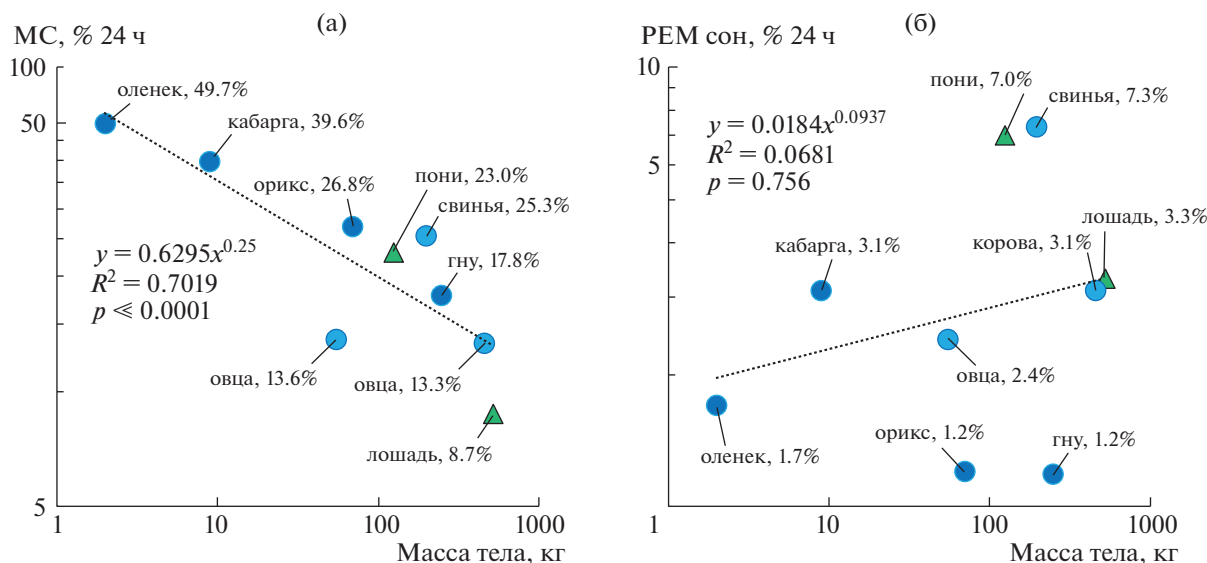 (а)
МС, % 24 ч
100
50
5
оленек, 49.7%
кабарга, 39.6%
орикс, 26.8%
пони, 23.0%
свинья, 25.3%
гну, 17.8%
y = 0.6295x^0.25
R^2 = 0.7019
p ≪ 0.0001
овца, 13.6%
овца, 13.3%
лошадь, 8.7%
1 10 100 1000
Масса тела, кг
(б)
РЕМ сон, % 24 ч
10
5
пони, 7.0%
свинья, 7.3%
y = 0.0184x^0.0937
R^2 = 0.0681
p = 0.756
лошадь, 3.3%
корова, 3.1%
кабарга, 3.1%
овца, 2.4%
орикс, 1.2%
гну, 1.2%
оленек, 1.7%
1 10 100 1000
Масса тела, кг